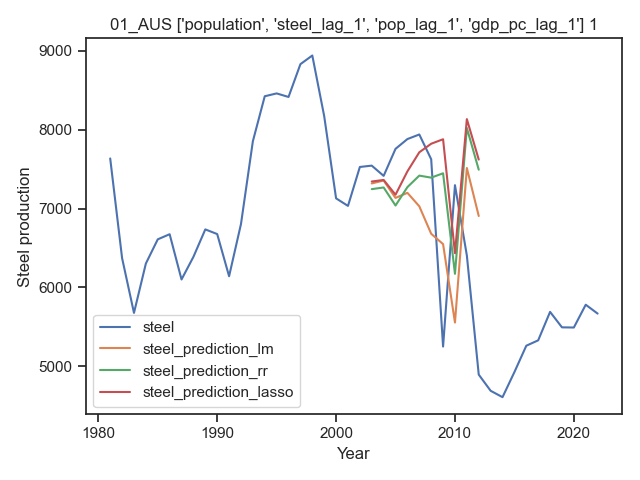 01_AUS ['population', 'steel_lag_1', 'pop_lag_1', 'gdp_pc_lag_1'] 1
Steel production
9000
8000
7000
6000
5000
steel
steel_prediction_lm
steel_prediction_rr
steel_prediction_lasso
1980
1990
2000
2010
2020
Year